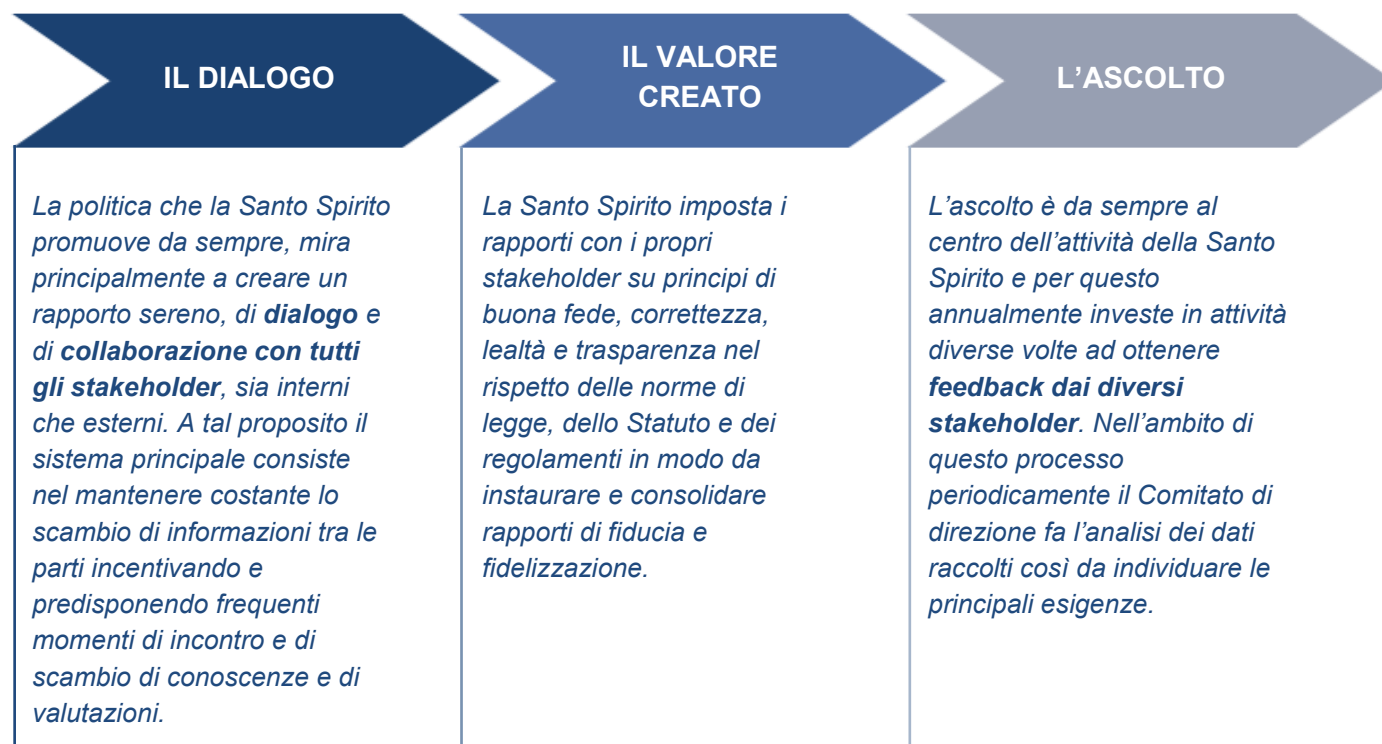 IL DIALOGO
La politica che la Santo Spirito
promuove da sempre, mira
principalmente a creare un
rapporto sereno, di dialogo e
di collaborazione con tutti
gli stakeholder, sia interni
che esterni. A tal proposito il
sistema principale consiste
nel mantenere costante lo
scambio di informazioni tra le
parti incentivando e
predisponendo frequenti
momenti di incontro e di
scambio di conoscenze e di
valutazioni.
IL VALORE
CREATO
La Santo Spirito imposta i
rapporti con i propri
stakeholder su principi di
buona fede, correttezza,
lealtà e trasparenza nel
rispetto delle norme di
legge, dello Statuto e dei
regolamenti in modo da
instaurare e consolidare
rapporti di fiducia e
fidelizzazione.
L’ASCOLTO
L’ascolto è da sempre al
centro dell’attività della Santo
Spirito e per questo
annualmente investe in attività
diverse volte ad ottenere
feedback dai diversi
stakeholder. Nell’ambito di
questo processo
periodicamente il Comitato di
direzione fa l’analisi dei dati
raccolti così da individuare le
principali esigenze.